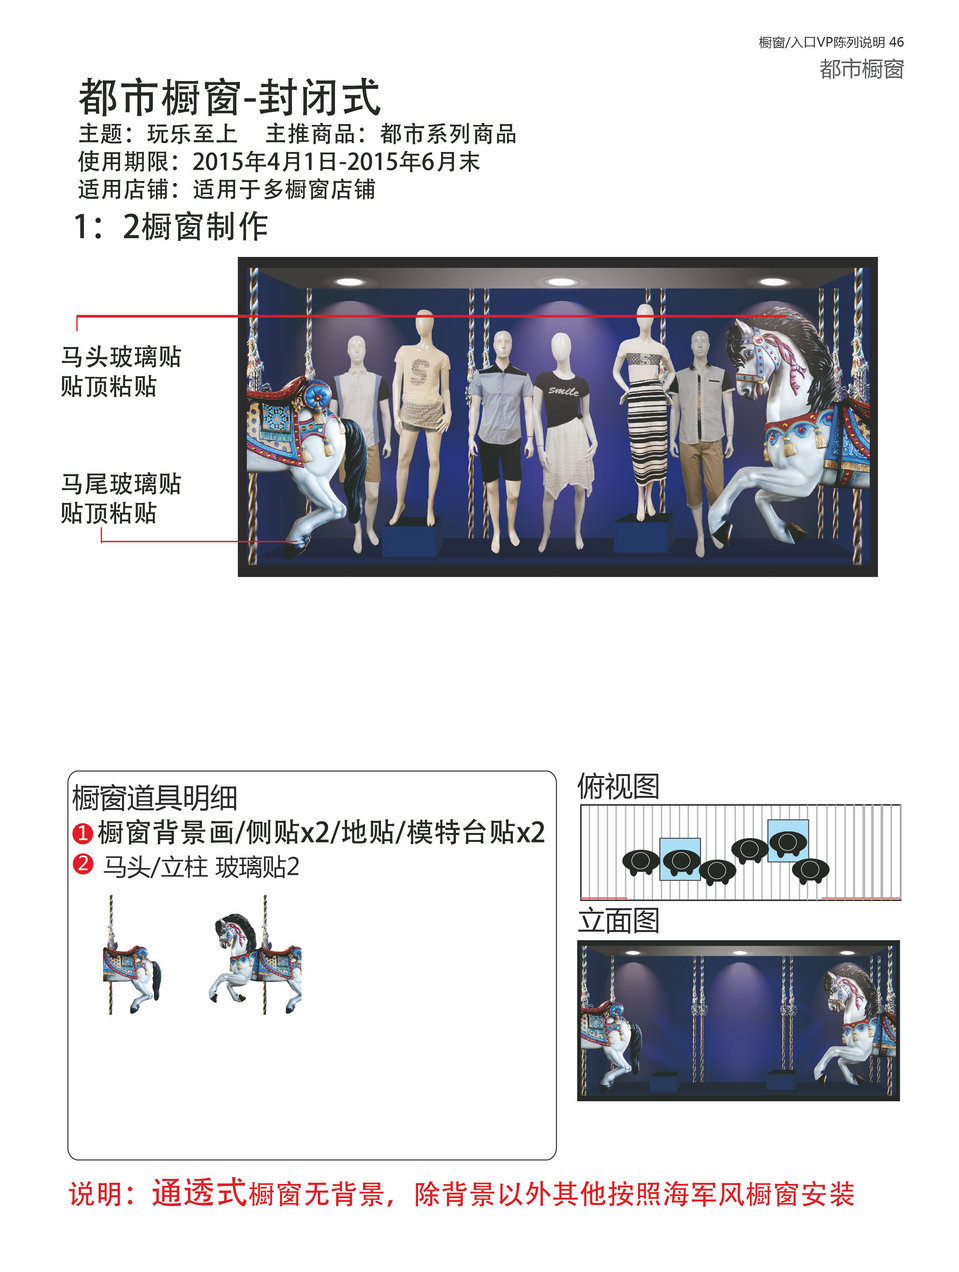 橱窗/入口VP陈列说明 46
都市橱窗
都市橱窗-封闭式
主题：玩乐至上 主推商品：都市系列商品
使用期限：2015年4月1日-2015年6月末
适用店铺：适用于多橱窗店铺
1：2橱窗制作
马头玻璃贴
贴顶粘贴
马尾玻璃贴
贴顶粘贴
S
smile
橱窗道具明细
1 橱窗背景画/侧贴x2/地贴/模特台贴x2
2 马头/立柱 玻璃贴2
俯视图
立面图
说明：通透式橱窗无背景，除背景以外其他按照海军风橱窗安装